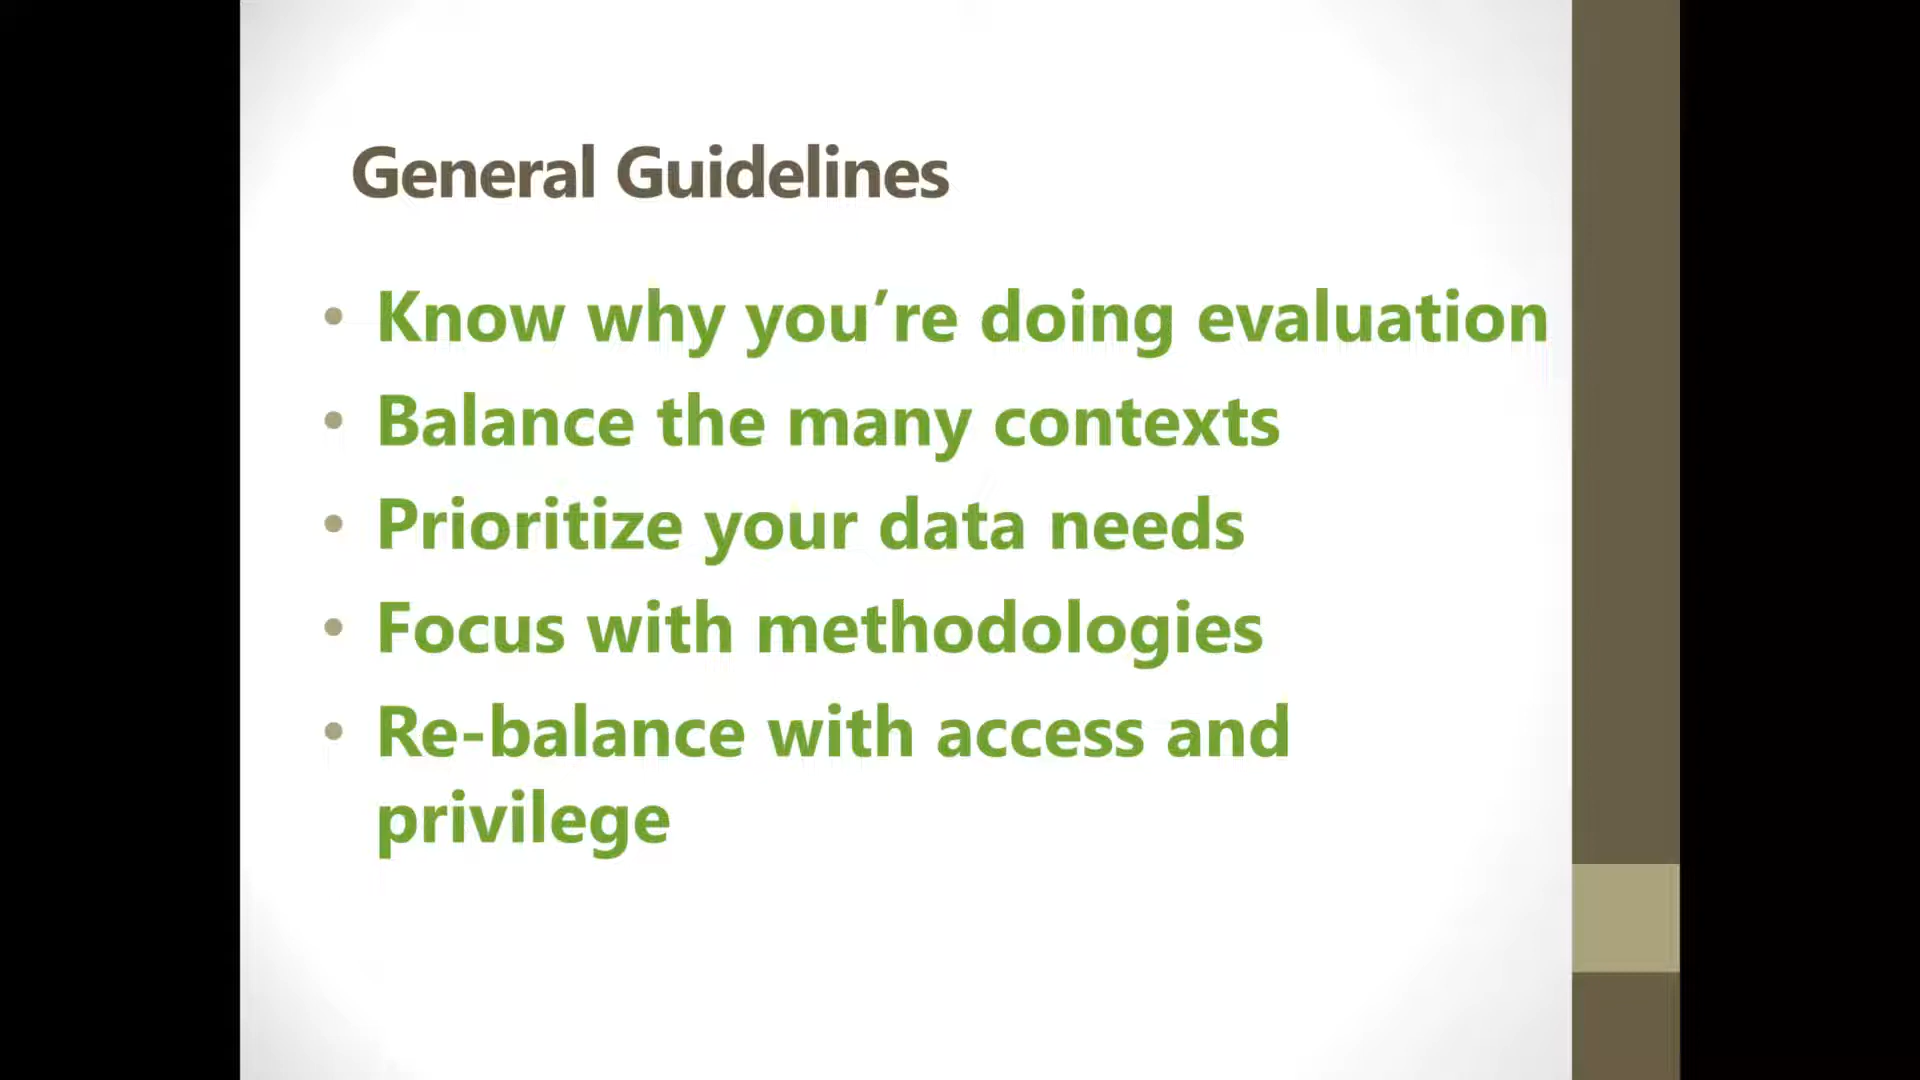 General Guidelines
• Know why you’re doing evaluation
• Balance the many contexts
• Prioritize your data needs
• Focus with methodologies
• Re-balance with access and
privilege